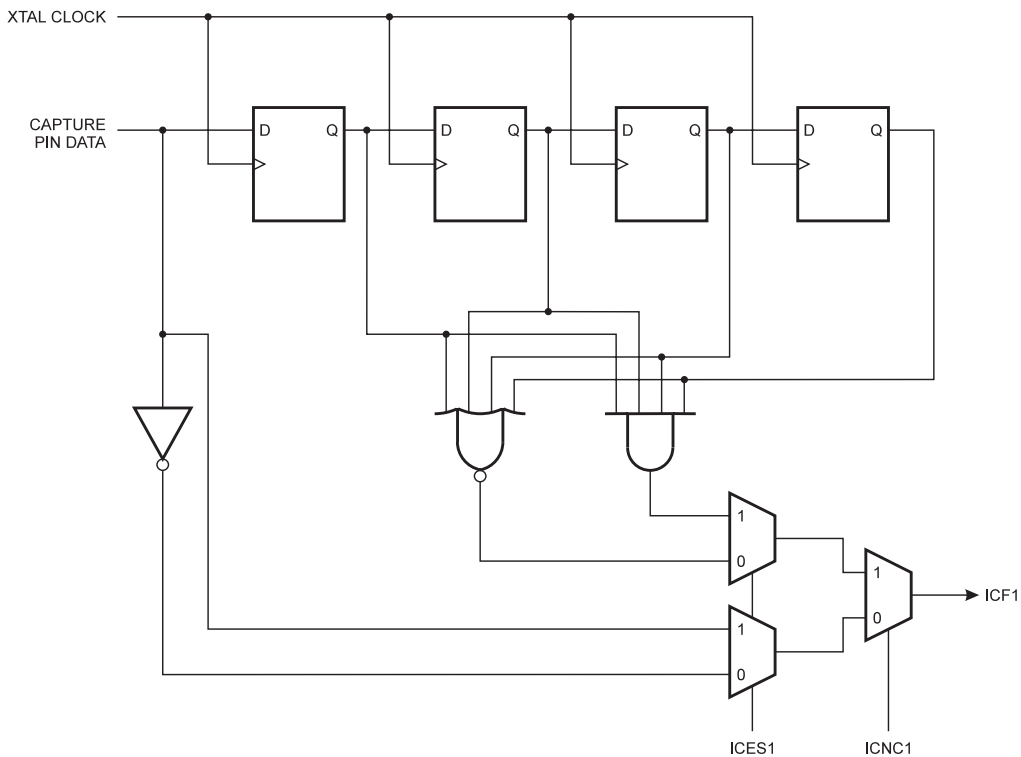 XTAL CLOCK
CAPTURE
PIN DATA
D Q
D Q
D Q
D Q
1
0
1
0
1
0
ICF1
ICES1
ICNC1